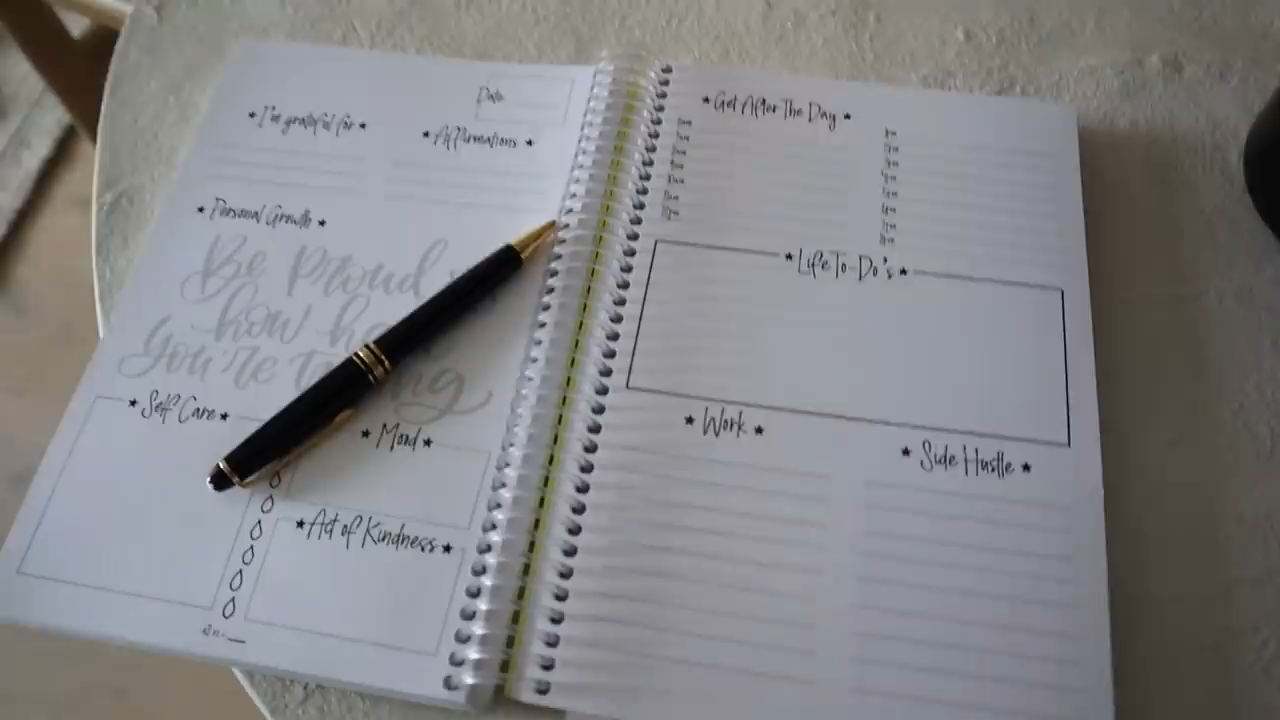 Date
★ I'm grateful for ★
★ Affirmations ★
★ Personal Growth ★
Be Proud
how
You're
★ Self Care ★
★ Mood ★
★ Act of Kindness ★
★ Get After The Day ★
★ Life To-Do's ★
★ Work ★
★ Side Hustle ★